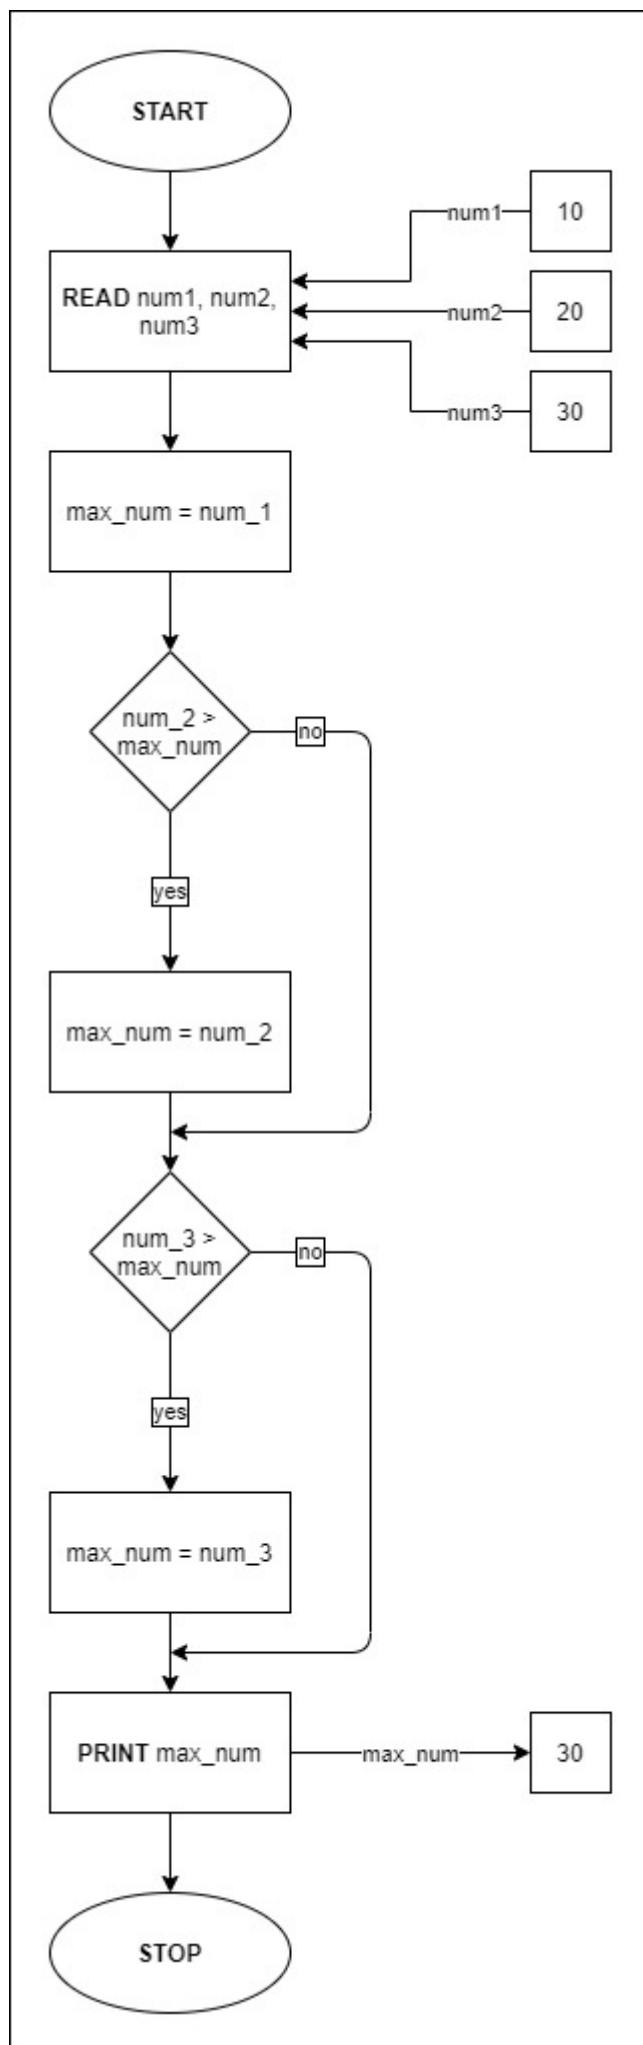 START
num1
10
READ num1, num2,
num3
num2
20
num3
30
max_num = num_1
num_2 >
max_num
no
yes
max_num = num_2
num_3 >
max_num
no
yes
max_num = num_3
PRINT max_num
max_num
30
STOP